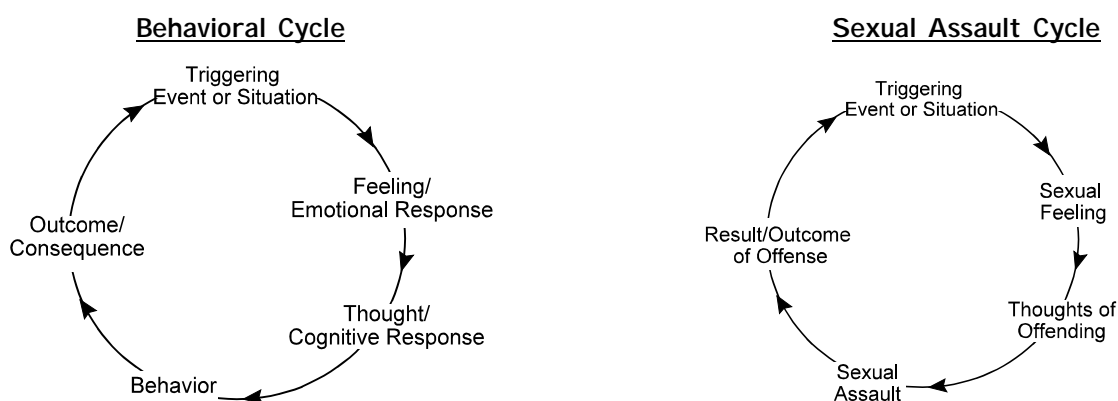 Behavioral Cycle
Triggering
Event or Situation
Feeling/
Emotional Response
Thought/
Cognitive Response
Behavior
Outcome/
Consequence
Sexual Assault Cycle
Triggering
Event or Situation
Sexual
Feeling
Thoughts of
Offending
Sexual
Assault
Result/Outcome
of Offense